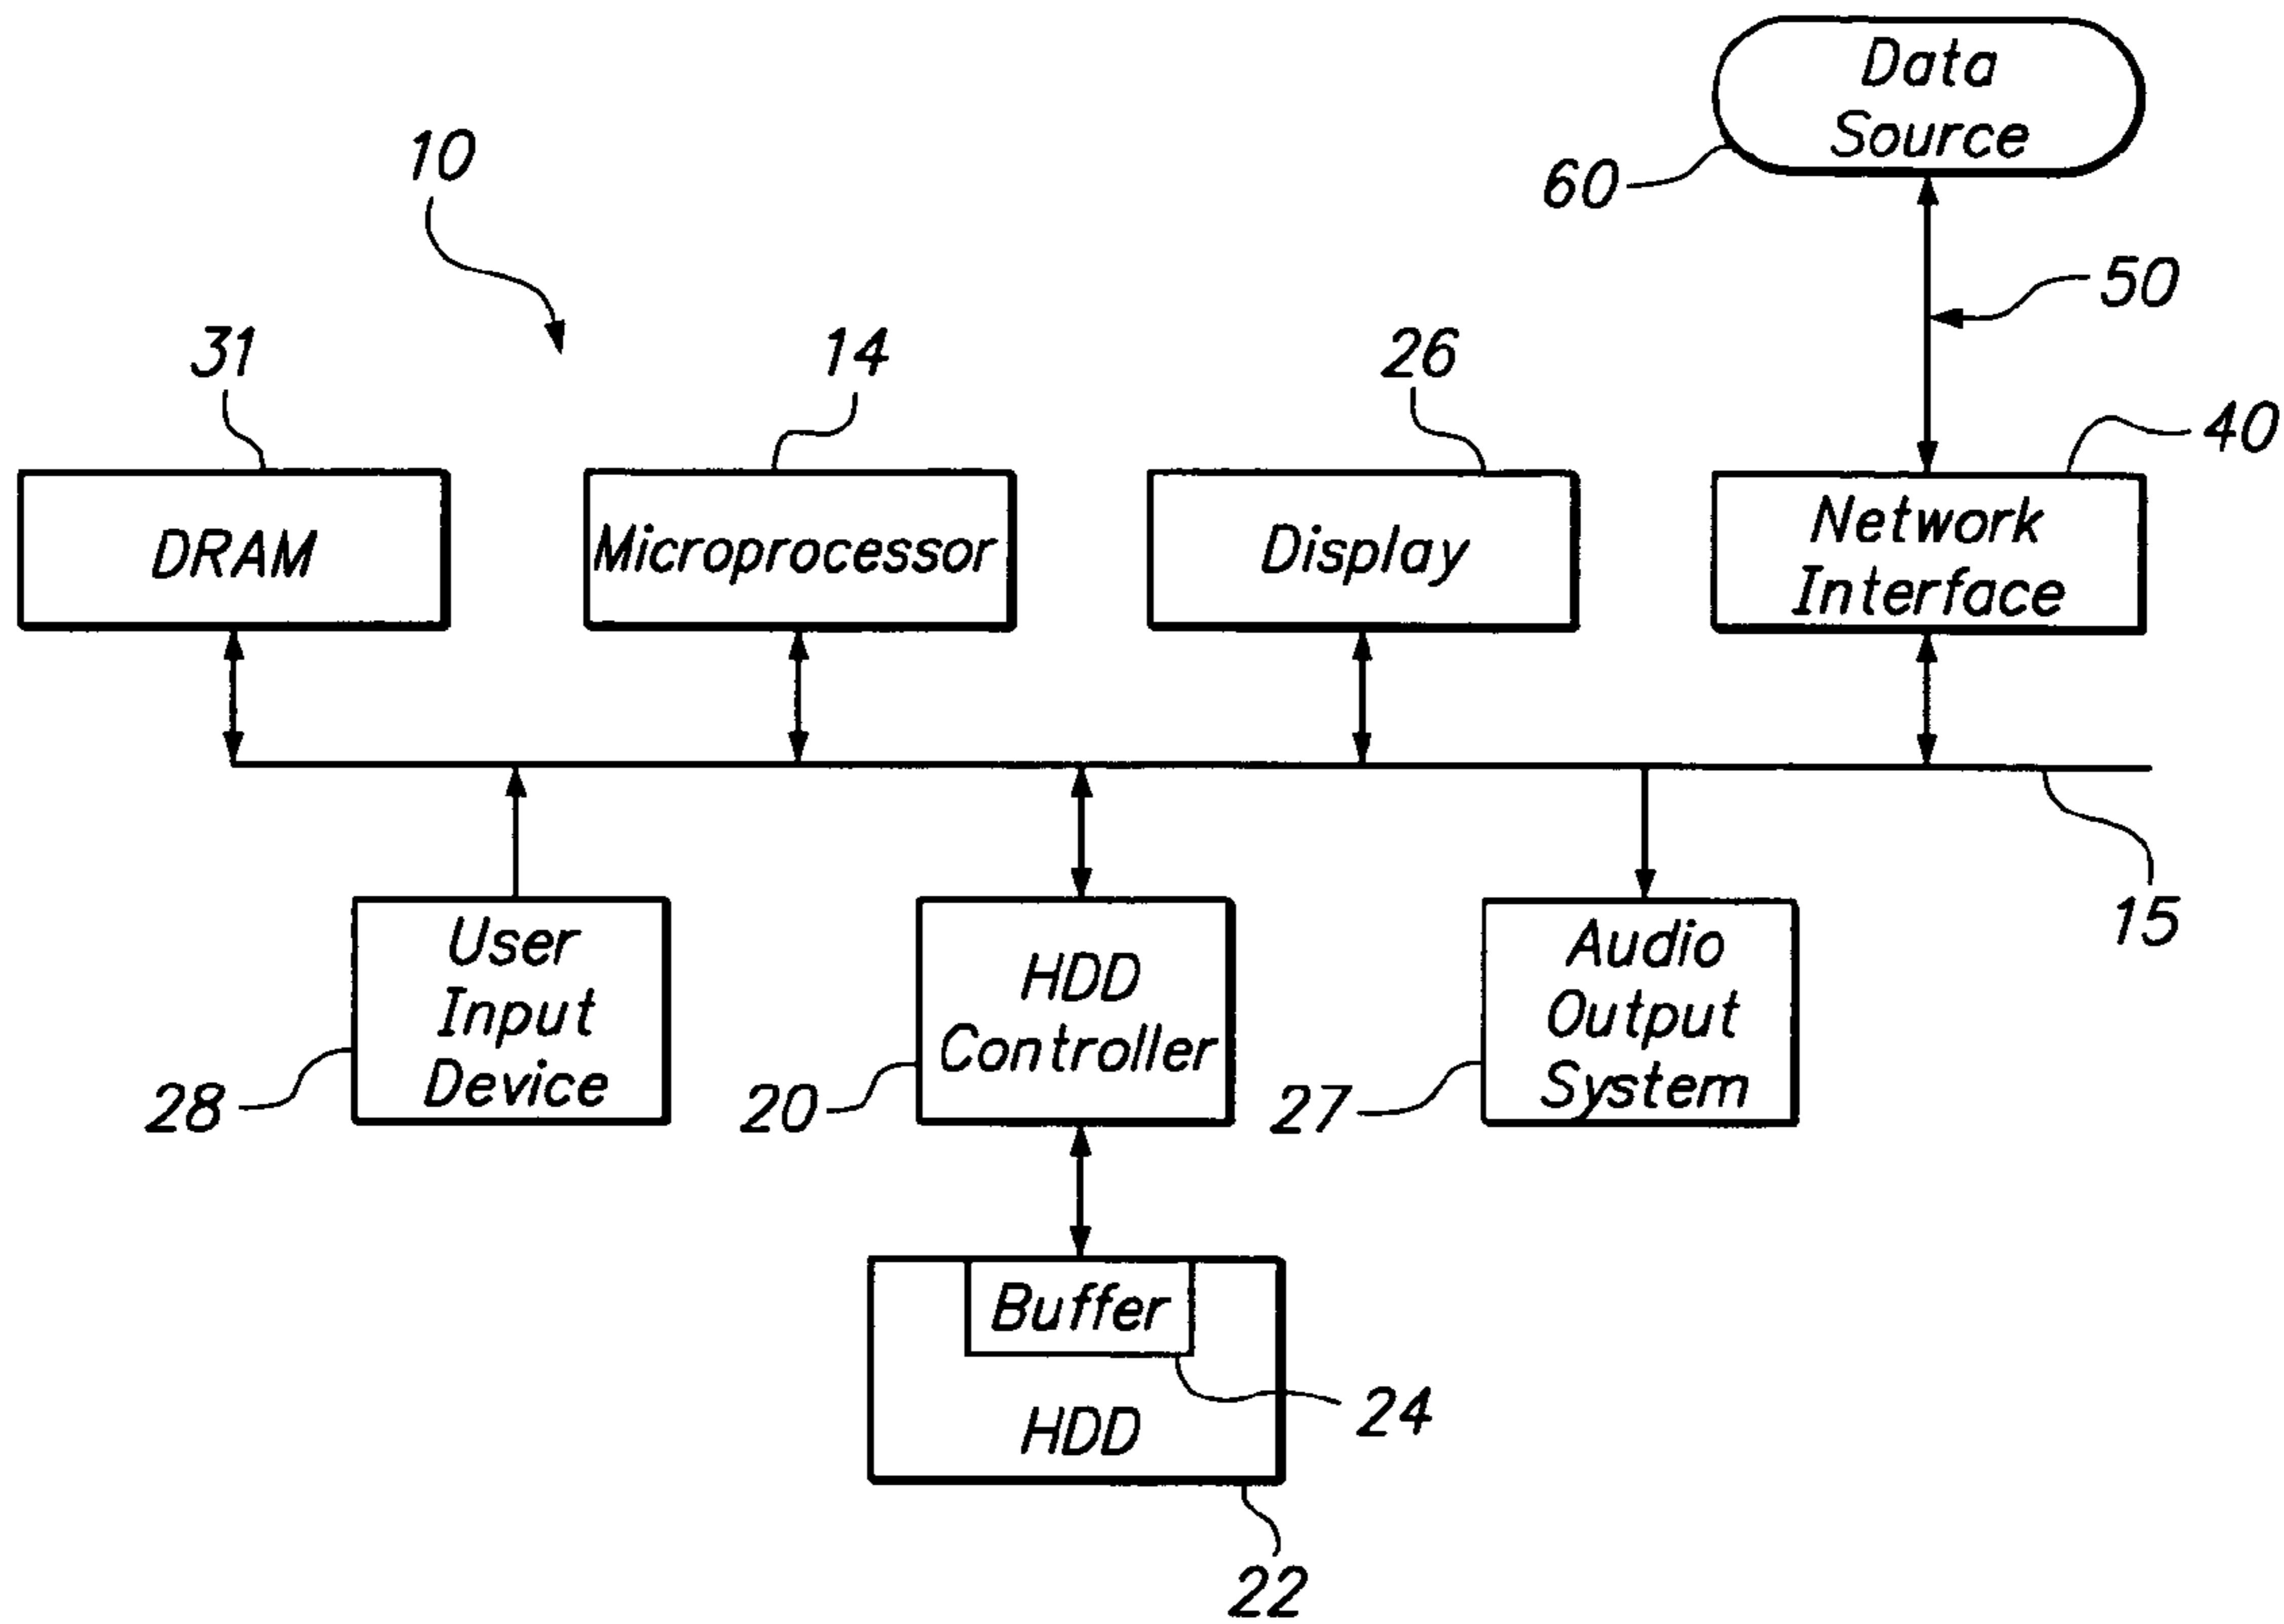 Data
Source
10
60
50
31
14
26
40
DRAM
Microprocessor
Display
Network
Interface
User
Input
Device
HDD
Controller
Audio
Output
System
15
28
20
27
Buffer
24
HDD
22